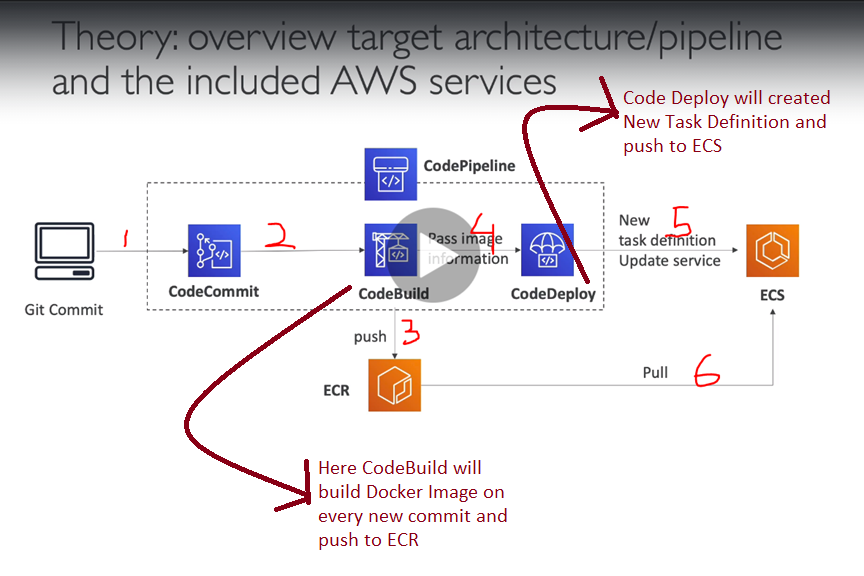 Theory: overview target architecture/pipeline
and the included AWS services
Code Deploy will created
New Task Definition and
push to ECS
CodePipeline
1
2
4
5
Pass image
information
New
task definition
Update service
CodeCommit
CodeBuild
CodeDeploy
ECS
Git Commit
push
3
ECR
Pull
6
Here CodeBuild will
build Docker Image on
every new commit and
push to ECR